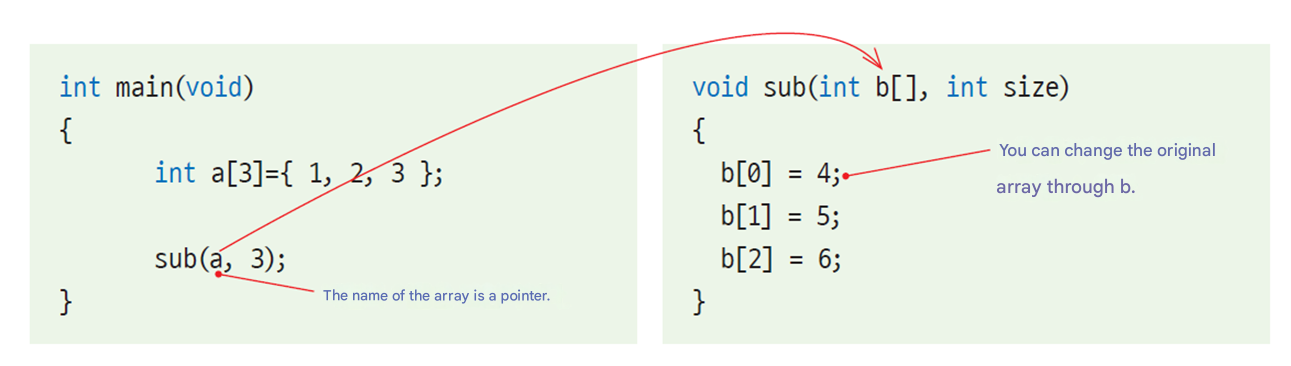 int main(void)
{
int a[3]={ 1, 2, 3 };
sub(a, 3);
The name of the array is a pointer.
}
void sub(int b[], int size)
{
b[0] = 4;
You can change the original
array through b.
b[1] = 5;
b[2] = 6;
}